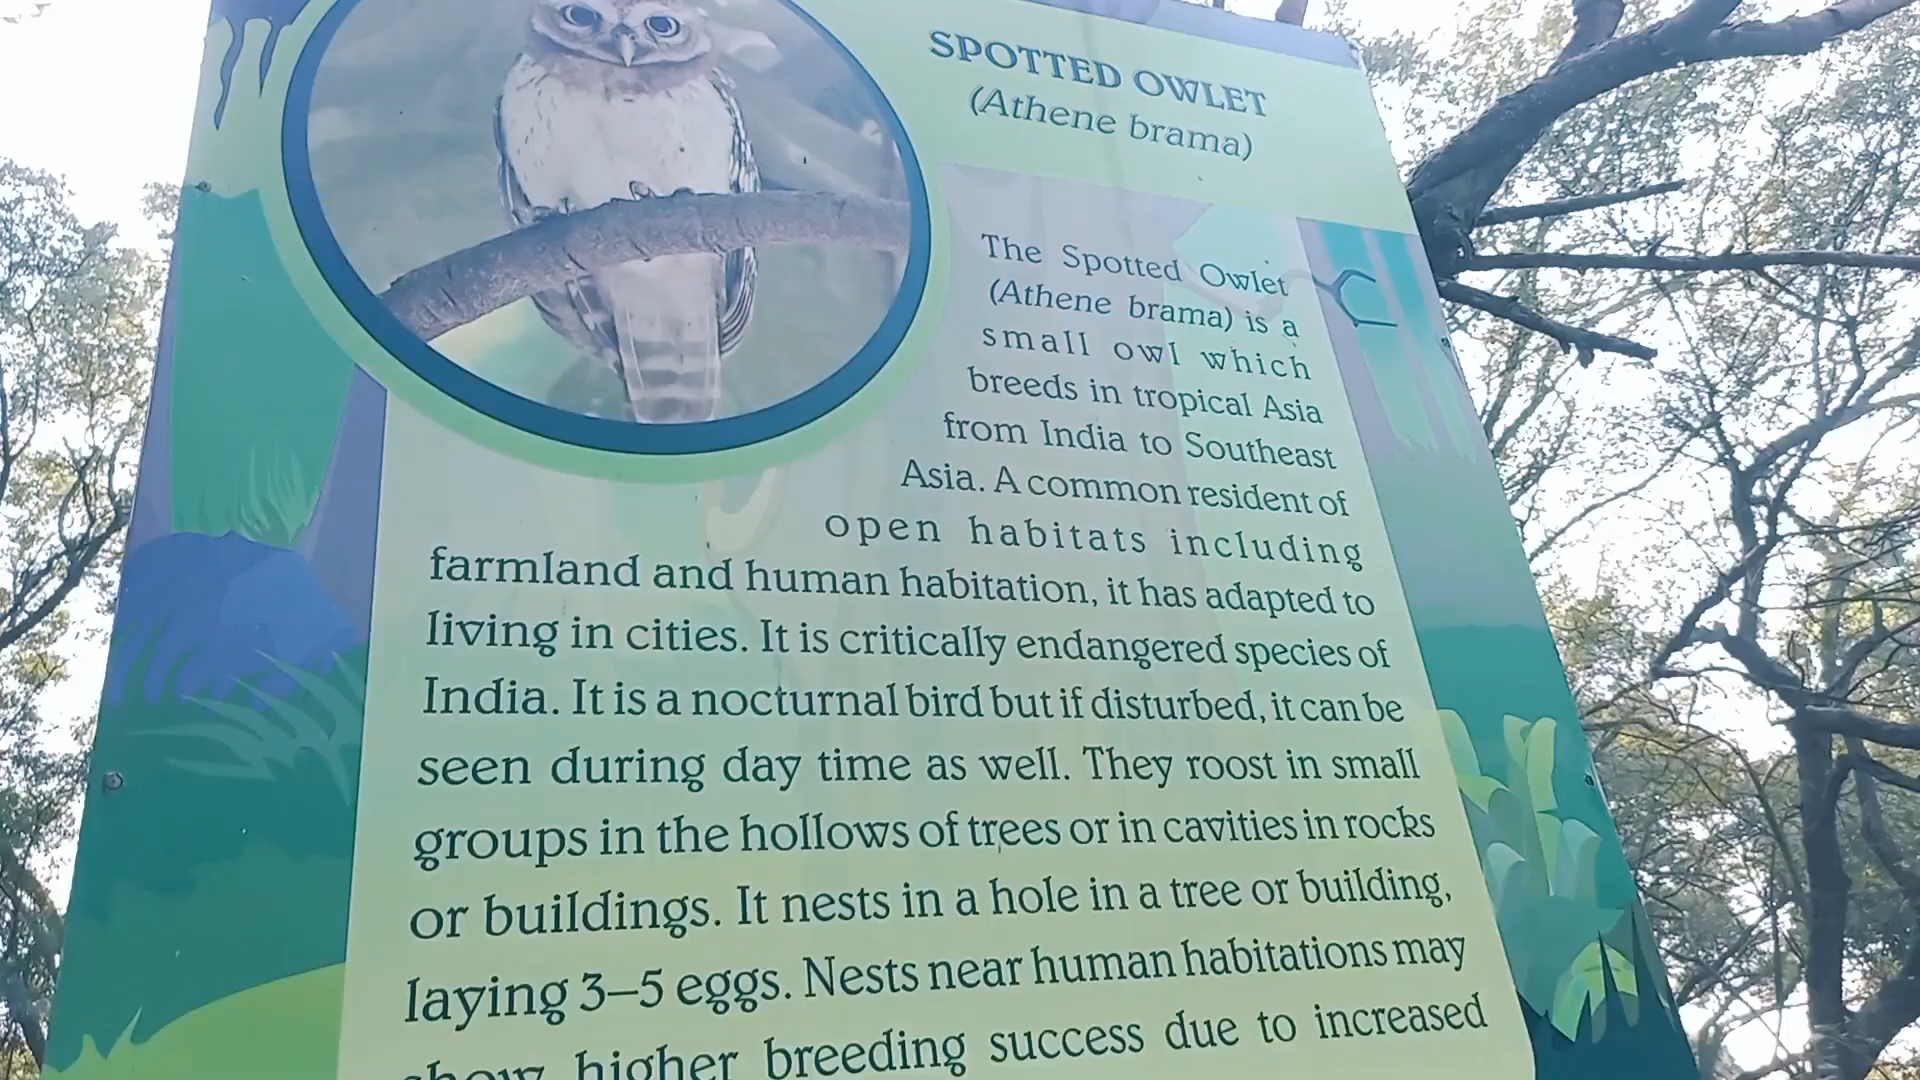 SPOTTED OWLET
(Athene brama)
The Spotted Owlet
(Athene brama) is a
small owl which
breeds in tropical Asia
from India to Southeast
Asia. A common resident of
open habitats including
farmland and human habitation, it has adapted to
living in cities. It is critically endangered species of
India. It is a nocturnal bird but if disturbed, it can be
seen during day time as well. They roost in small
groups in the hollows of trees or in cavities in rocks
or buildings. It nests in a hole in a tree or building,
laying 3–5 eggs. Nests near human habitations may
show higher breeding success due to increased